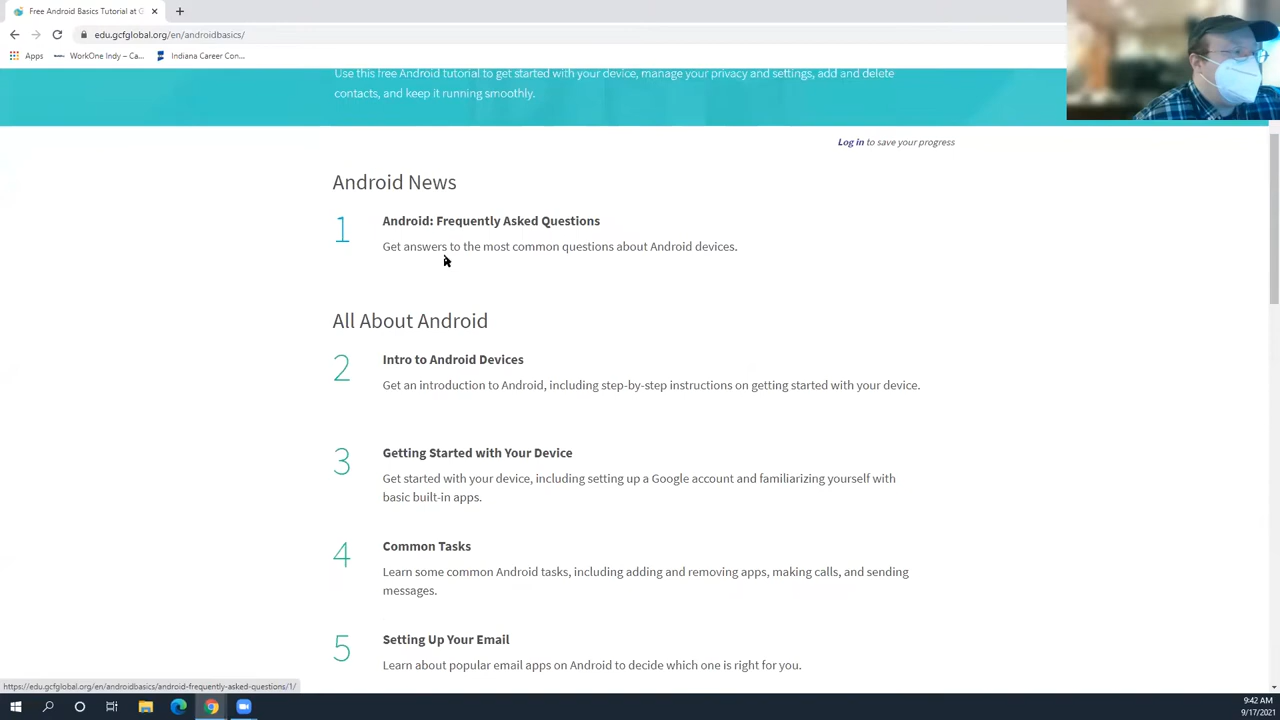 Free Android Basics Tutorial at G
edu.gcfglobal.org/en/androidbasics/
Apps
WorkOne Indy – Ca...
Indiana Career Con...
Use this free Android tutorial to get started with your device, manage your privacy and settings, add and delete
contacts, and keep it running smoothly.
Log in to save your progress
Android News
1
Android: Frequently Asked Questions
Get answers to the most common questions about Android devices.
All About Android
2
Intro to Android Devices
Get an introduction to Android, including step-by-step instructions on getting started with your device.
3
Getting Started with Your Device
Get started with your device, including setting up a Google account and familiarizing yourself with
basic built-in apps.
4
Common Tasks
Learn some common Android tasks, including adding and removing apps, making calls, and sending
messages.
5
Setting Up Your Email
Learn about popular email apps on Android to decide which one is right for you.
https://edu.gcfglobal.org/en/androidbasics/android-frequently-asked-questions/1/
9:42 AM
9/17/2021